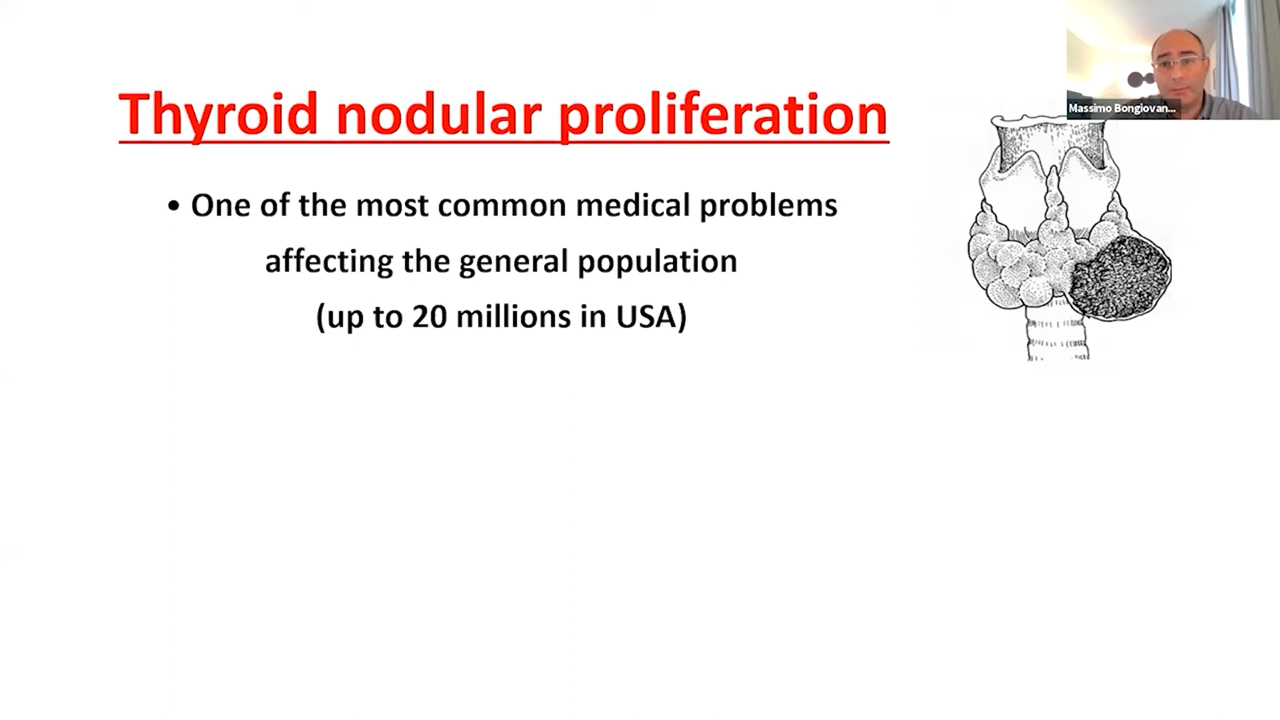 Thyroid nodular proliferation
• One of the most common medical problems
affecting the general population
(up to 20 millions in USA)
Massimo Bongiovan...